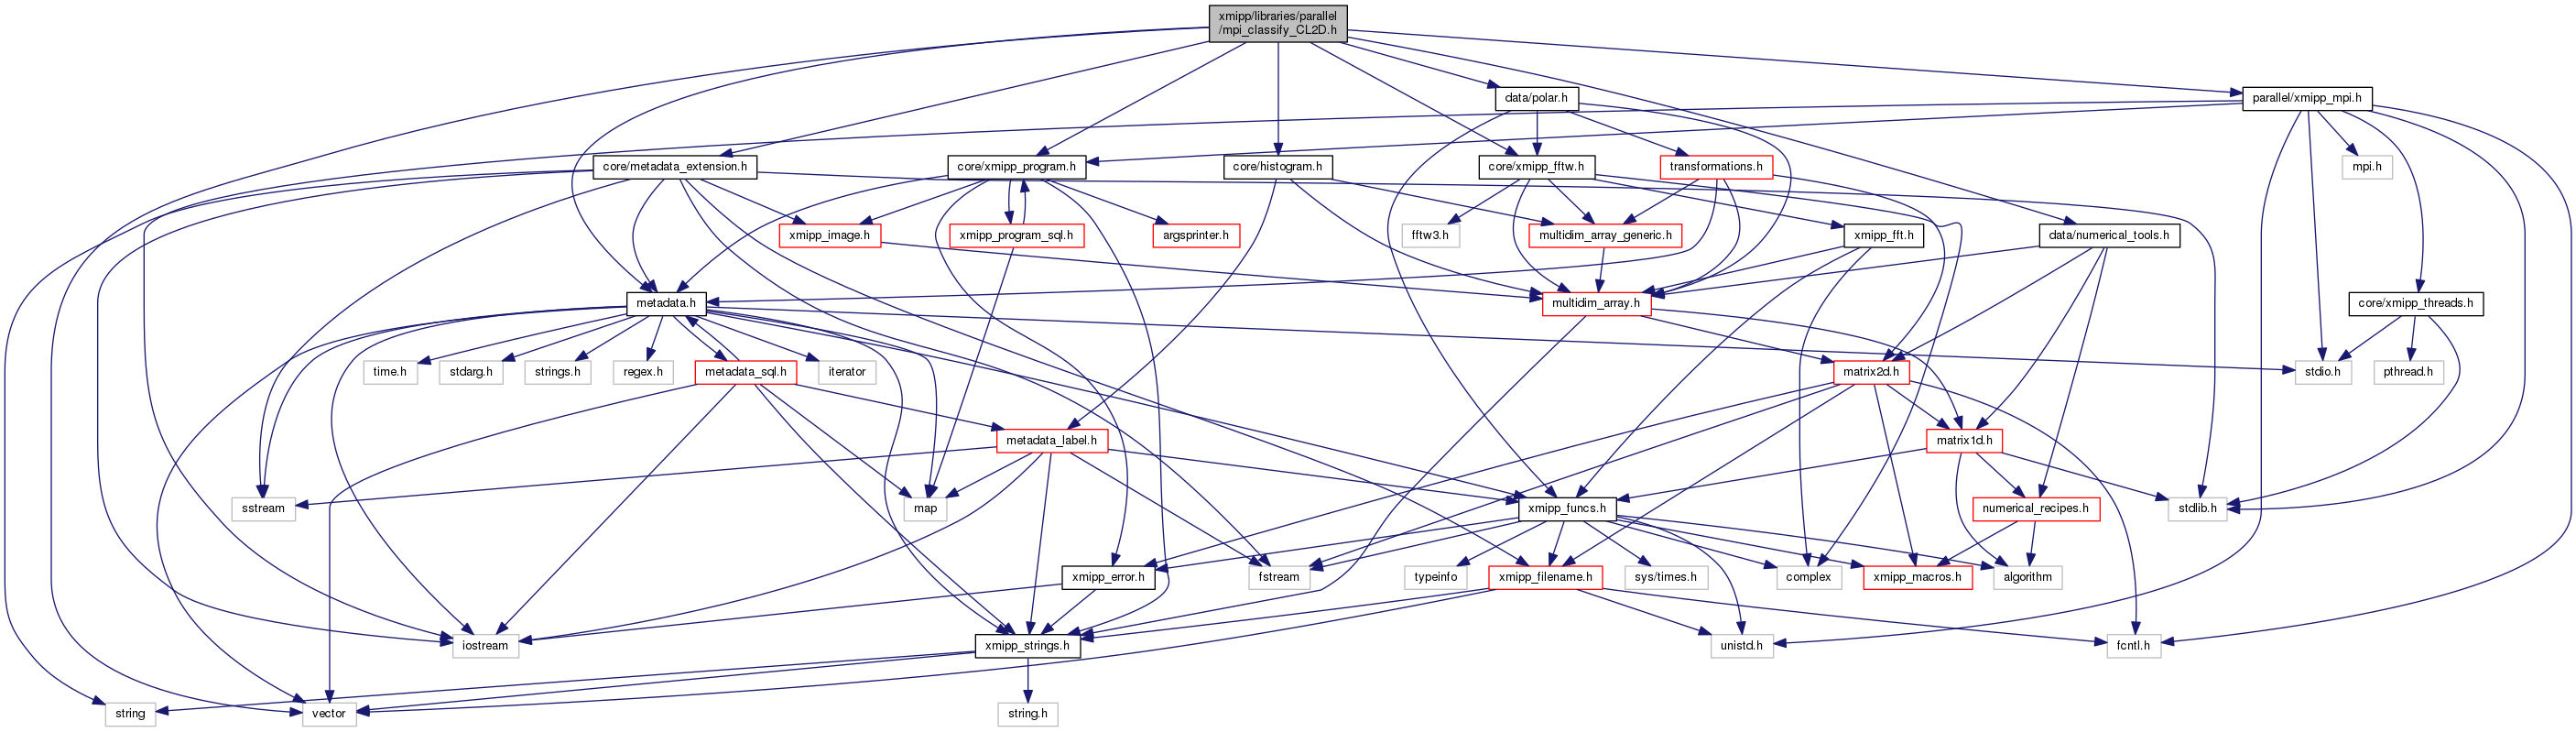 xmipp/libraries/parallel
/mpi_classify_CL2D.h
data/polar.h
parallel/xmipp_mpi.h
core/metadata_extension.h
core/xmipp_program.h
core/histogram.h
core/xmipp_fftw.h
transformations.h
mpi.h
xmipp_image.h
xmipp_program_sql.h
argsprinter.h
fftw3.h
multidim_array_generic.h
xmipp_fft.h
data/numerical_tools.h
metadata.h
multidim_array.h
core/xmipp_threads.h
time.h
stdarg.h
strings.h
regex.h
metadata_sql.h
iterator
matrix2d.h
stdio.h
pthread.h
metadata_label.h
matrix1d.h
sstream
map
xmipp_funcs.h
numerical_recipes.h
stdlib.h
xmipp_error.h
fstream
typeinfo
xmipp_filename.h
sys/times.h
complex
xmipp_macros.h
algorithm
iostream
xmipp_strings.h
unistd.h
fcntl.h
string
vector
string.h